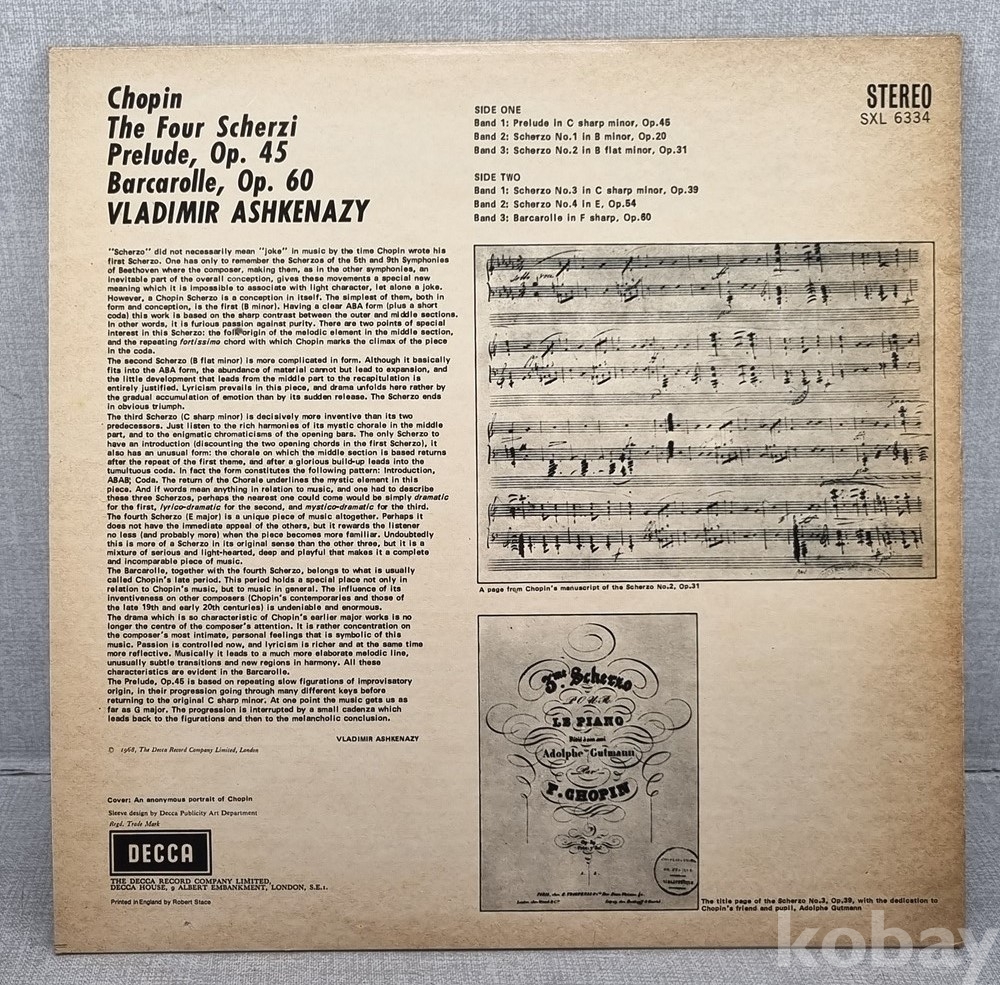 Chopin
The Four Scherzi
Prelude, Op. 45
Barcarolle, Op. 60
VLADIMIR ASHKENAZY
SIDE ONE
Band 1: Prelude in C sharp minor, Op.45
Band 2: Scherzo No.1 in B minor, Op.20
Band 3: Scherzo No.2 in B flat minor, Op.31
SIDE TWO
Band 1: Scherzo No.3 in C sharp minor, Op.39
Band 2: Scherzo No.4 in E, Op.54
Band 3: Barcarolle in F sharp, Op.60
STEREO
SXL 6334
"Scherzo" did not necessarily mean "joke" in music by the time Chopin wrote his
first Scherzo. One has only to remember the Scherzos of the 5th and 9th Symphonies
of Beethoven where the composer, making them, as in the other symphonies, an
inevitable part of the overall conception, gives these movements a special new
meaning which it is impossible to associate with light character, let alone a joke.
However, a Chopin Scherzo is a conception in itself. The simplest of them, both in
form and conception, is the first (B minor). Having a clear ABA form (plus a short
coda) this work is based on the sharp contrast between the outer and middle sections.
In other words, it is furious passion against purity. There are two points of special
interest in this Scherzo: the folk origin of the melodic element in the middle section,
and the repeating fortissimo chord with which Chopin marks the climax of the piece
in the coda.
The second Scherzo (B flat minor) is more complicated in form. Although it basically
fits into the ABA form, the abundance of material cannot but lead to expansion, and
the little development that leads from the middle part to the recapitulation is
entirely justified. Lyricism prevails in this piece, and drama unfolds here rather by
the gradual accumulation of emotion than by its sudden release. The Scherzo ends
in obvious triumph.
The third Scherzo (C sharp minor) is decisively more inventive than its two
predecessors. Just listen to the rich harmonies of its mystic chorale in the middle
part, and to the enigmatic chromaticisms of the opening bars. The only Scherzo to
have an introduction (discounting the two opening chords in the first Scherzo), it
also has an unusual form: the chorale on which the middle section is based returns
after the repeat of the first theme, and after a glorious build-up leads into the
tumultuous coda. In fact the form constitutes the following pattern: Introduction,
ABAB; Coda. The return of the Chorale underlines the mystic element in this
piece. And if words mean anything in relation to music, and one had to describe
these three Scherzos, perhaps the nearest one could come would be simply dramatic
for the first, lyrico-dramatic for the second, and mystico-dramatic for the third.
The fourth Scherzo (E major) is a unique piece of music altogether. Perhaps it
does not have the immediate appeal of the others, but it rewards the listener
no less (and probably more) when the piece becomes more familiar. Undoubtedly
this is more of a Scherzo in its original sense than the other three, but it is a
mixture of serious and light-hearted, deep and playful that makes it a complete
and incomparable piece of music.
The Barcarolle, together with the fourth Scherzo, belongs to what is usually
called Chopin's late period. This period holds a special place not only in
relation to Chopin's music, but to music in general. The influence of its
inventiveness on other composers (Chopin's contemporaries and those of
the late 19th and early 20th centuries) is undeniable and enormous.
The drama which is so characteristic of Chopin's earlier major works is no
longer the centre of the composer's attention. It is rather concentration on
the composer's most intimate, personal feelings that is symbolic of this
music. Passion is controlled now, and lyricism is richer and at the same time
more reflective. Musically it leads to a much more elaborate melodic line,
unusually subtle transitions and new regions in harmony. All these
characteristics are evident in the Barcarolle.
The Prelude, Op.45 is based on repeating slow figurations of improvisatory
origin, in their progression going through many different keys before
returning to the original C sharp minor. At one point the music gets us as
far as G major. The progression is interrupted by a small cadenza which
leads back to the figurations and then to the melancholic conclusion.
VLADIMIR ASHKENAZY
© 1968, The Decca Record Company Limited, London
A page from Chopin's manuscript of the Scherzo No.2, Op.31
3me Scherzo
POUR
LE PIANO
Dédié à son ami
Adolphe Gutmann
Par
F. CHOPIN
Cover: An anonymous portrait of Chopin
Sleeve design by Decca Publicity Art Department
Regd. Trade Mark
DECCA
THE DECCA RECORD COMPANY LIMITED,
DECCA HOUSE, 9 ALBERT EMBANKMENT, LONDON, S.E.1.
Printed in England by Robert Stace
The title page of the Scherzo No.3, Op.39, with the dedication to
Chopin's friend and pupil, Adolphe Gutmann
kobay